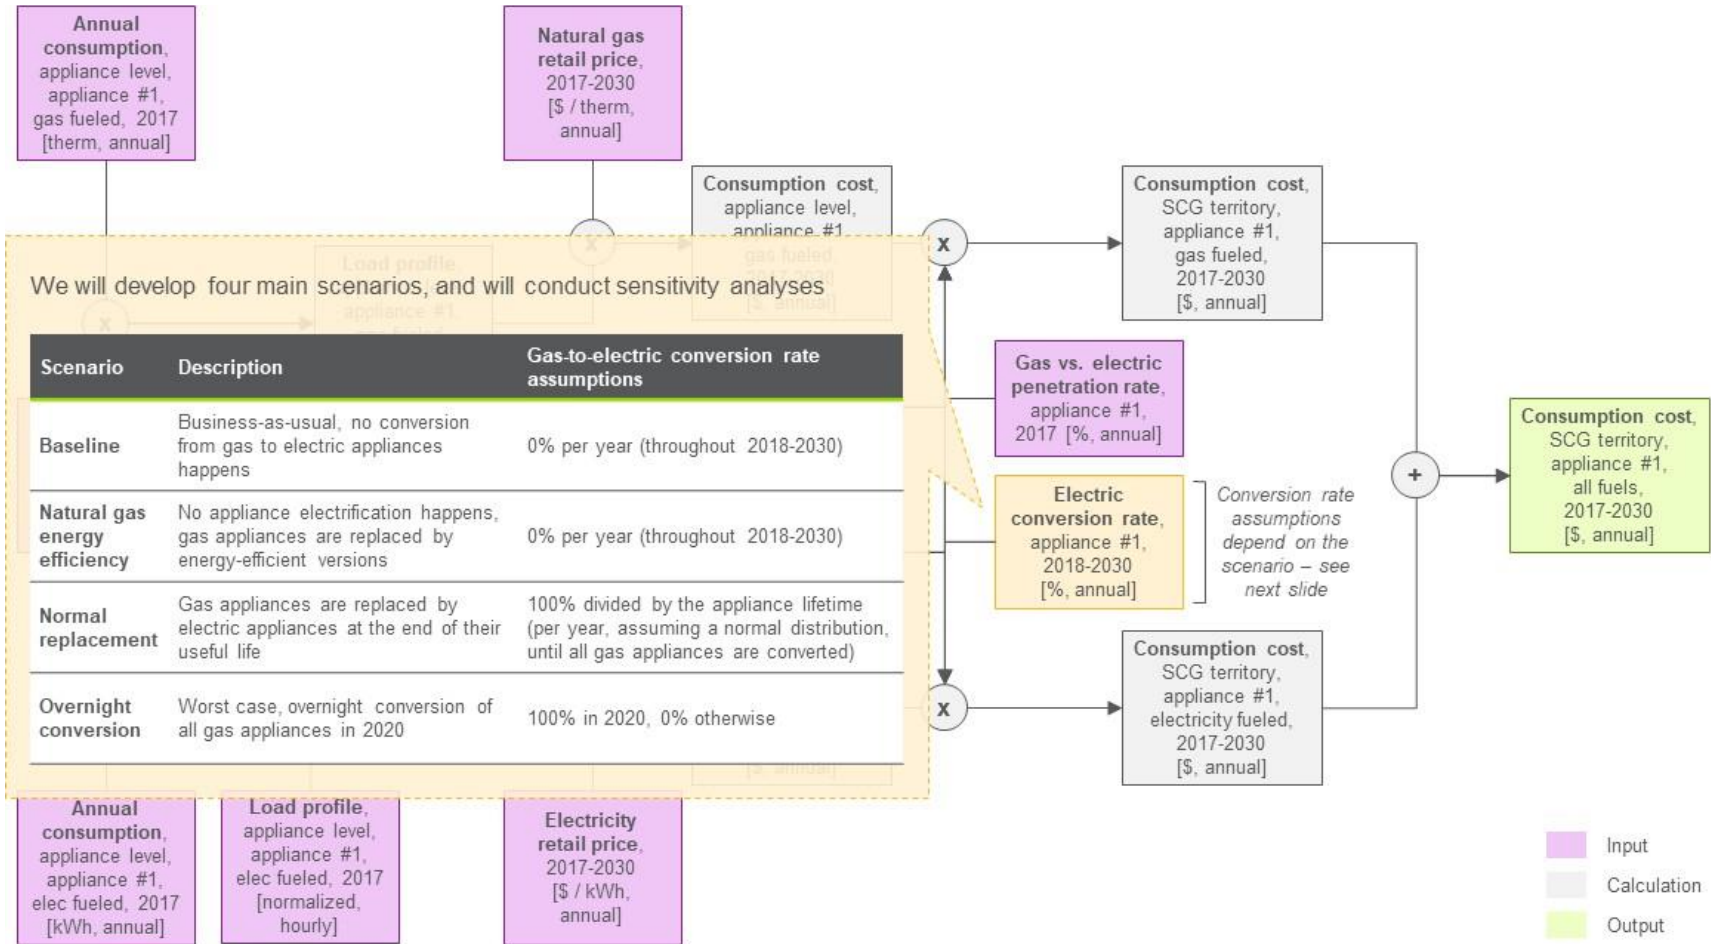 Annual
consumption,
appliance level,
appliance #1,
gas fueled, 2017
[therm, annual]
Natural gas
retail price,
2017-2030
[$ / therm,
annual]
Consumption cost,
appliance level,
appliance #1
gas fueled
2017-2030
[$, annual]
x
x
Consumption cost,
SCG territory,
appliance #1,
gas fueled,
2017-2030
[$, annual]
Load profile,
appliance #1
x
We will develop four main scenarios, and will conduct sensitivity analyses
Scenario
Description
Gas-to-electric conversion rate
assumptions
Baseline
Business-as-usual, no conversion
from gas to electric appliances
happens
0% per year (throughout 2018-2030)
Natural gas
energy
efficiency
No appliance electrification happens,
gas appliances are replaced by
energy-efficient versions
0% per year (throughout 2018-2030)
Normal
replacement
Gas appliances are replaced by
electric appliances at the end of their
useful life
100% divided by the appliance lifetime
(per year, assuming a normal distribution,
until all gas appliances are converted)
Overnight
conversion
Worst case, overnight conversion of
all gas appliances in 2020
100% in 2020, 0% otherwise
[$, annual]
Gas vs. electric
penetration rate,
appliance #1,
2017 [%, annual]
Electric
conversion rate,
appliance #1,
2018-2030
[%, annual]
Conversion rate
assumptions
depend on the
scenario – see
next slide
+
Consumption cost,
SCG territory,
appliance #1,
all fuels,
2017-2030
[$, annual]
x
Consumption cost,
SCG territory,
appliance #1,
electricity fueled,
2017-2030
[$, annual]
Annual
consumption,
appliance level,
appliance #1,
elec fueled, 2017
[kWh, annual]
Load profile,
appliance level,
appliance #1,
elec fueled, 2017
[normalized,
hourly]
Electricity
retail price,
2017-2030
[$ / kWh,
annual]
Input
Calculation
Output